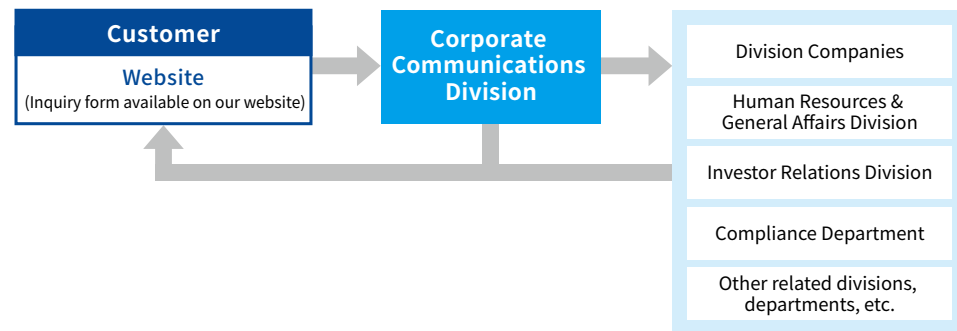 Customer
Website
(Inquiry form available on our website)
Corporate
Communications
Division
Division Companies
Human Resources &
General Affairs Division
Investor Relations Division
Compliance Department
Other related divisions,
departments, etc.